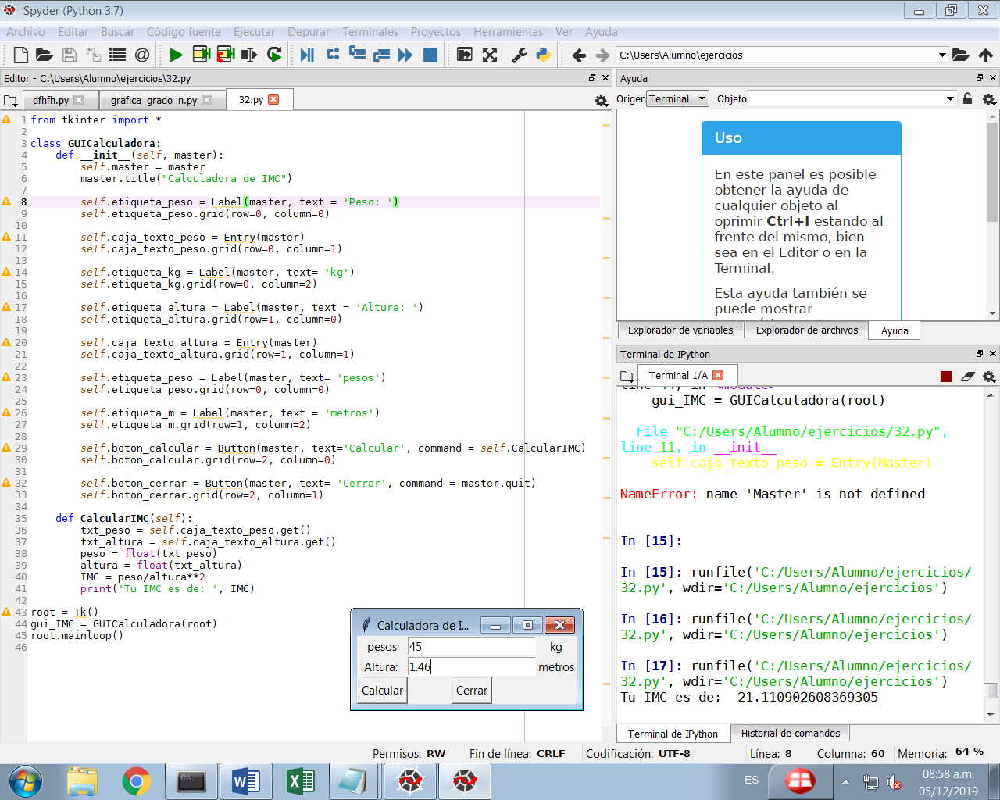 Spyder (Python 3.7)
Archivo Editar Buscar Código fuente Ejecutar Depurar Terminales Proyectos Herramientas Ver Ayuda
C:\Users\Alumno\ejercicios
Editor - C:\Users\Alumno\ejercicios\32.py
dfhfh.py grafica_grado_n.py 32.py
1 from tkinter import *
2
3 class GUICalculadora:
4 def __init__(self, master):
5 self.master = master
6 master.title("Calculadora de IMC")
7
8 self.etiqueta_peso = Label(master, text = 'Peso: ')
9 self.etiqueta_peso.grid(row=0, column=0)
10
11 self.caja_texto_peso = Entry(master)
12 self.caja_texto_peso.grid(row=0, column=1)
13
14 self.etiqueta_kg = Label(master, text= 'kg')
15 self.etiqueta_kg.grid(row=0, column=2)
16
17 self.etiqueta_altura = Label(master, text = 'Altura: ')
18 self.etiqueta_altura.grid(row=1, column=0)
19
20 self.caja_texto_altura = Entry(master)
21 self.caja_texto_altura.grid(row=1, column=1)
22
23 self.etiqueta_peso = Label(master, text= 'pesos')
24 self.etiqueta_peso.grid(row=0, column=0)
25
26 self.etiqueta_m = Label(master, text = 'metros')
27 self.etiqueta_m.grid(row=1, column=2)
28
29 self.boton_calcular = Button(master, text='Calcular', command = self.CalcularIMC)
30 self.boton_calcular.grid(row=2, column=0)
31
32 self.boton_cerrar = Button(master, text= 'Cerrar', command = master.quit)
33 self.boton_cerrar.grid(row=2, column=1)
34
35 def CalcularIMC(self):
36 txt_peso = self.caja_texto_peso.get()
37 txt_altura = self.caja_texto_altura.get()
38 peso = float(txt_peso)
39 altura = float(txt_altura)
40 IMC = peso/altura**2
41 print('Tu IMC es de: ', IMC)
42
43 root = Tk()
44 gui_IMC = GUICalculadora(root)
45 root.mainloop()
46
Calculadora de I...
pesos 45 kg
Altura: 1.46 metros
Calcular Cerrar
Ayuda
Origen Terminal Objeto
Uso
En este panel es posible
obtener la ayuda de
cualquier objeto al
oprimir Ctrl+I estando al
frente del mismo, bien
sea en el Editor o en la
Terminal.
Esta ayuda también se
puede mostrar
Explorador de variables Explorador de archivos Ayuda
Terminal de IPython
Terminal 1/A
line 44, in <module>
gui_IMC = GUICalculadora(root)
File "C:/Users/Alumno/ejercicios/32.py",
line 11, in __init__
self.caja_texto_peso = Entry(Master)
NameError: name 'Master' is not defined
In [15]:
In [15]: runfile('C:/Users/Alumno/ejercicios/
32.py', wdir='C:/Users/Alumno/ejercicios')
In [16]: runfile('C:/Users/Alumno/ejercicios/
32.py', wdir='C:/Users/Alumno/ejercicios')
In [17]: runfile('C:/Users/Alumno/ejercicios/
32.py', wdir='C:/Users/Alumno/ejercicios')
Tu IMC es de: 21.110902608369305
Terminal de IPython Historial de comandos
Permisos: RW Fin de línea: CRLF Codificación: UTF-8 Línea: 8 Columna: 60 Memoria: 64 %
ES
08:58 a.m.
05/12/2019